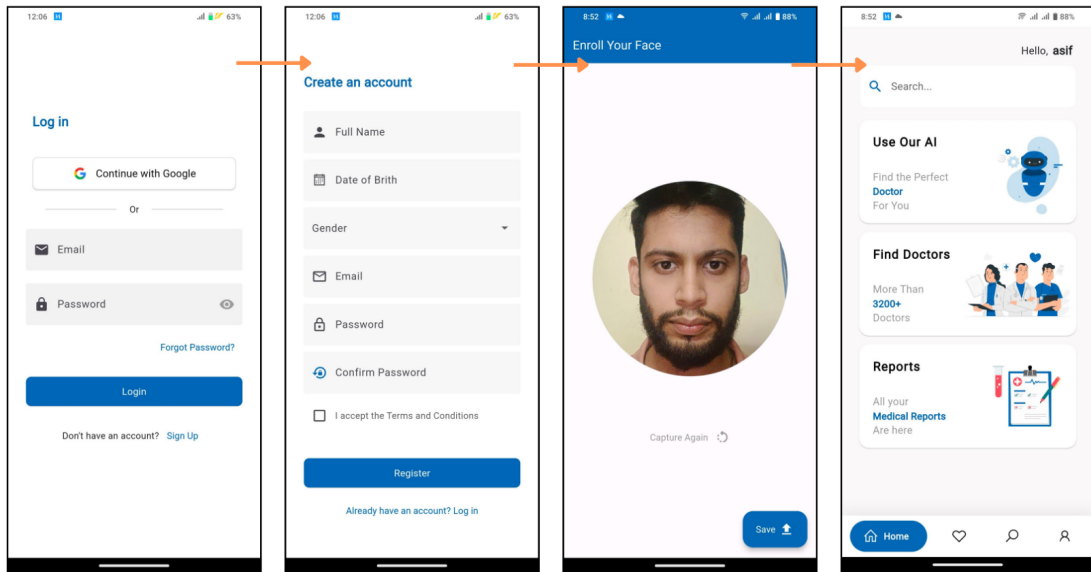 12:06
63%
Log in
Continue with Google
Or
Email
Password
Forgot Password?
Login
Don't have an account? Sign Up
12:06
63%
Create an account
Full Name
Date of Brith
Gender
Email
Password
Confirm Password
I accept the Terms and Conditions
Register
Already have an account? Log in
8:52
88%
Enroll Your Face
Capture Again
Save
8:52
88%
Hello, asif
Search...
Use Our AI
Find the Perfect
Doctor
For You
Find Doctors
More Than
3200+
Doctors
Reports
All your
Medical Reports
Are here
Home